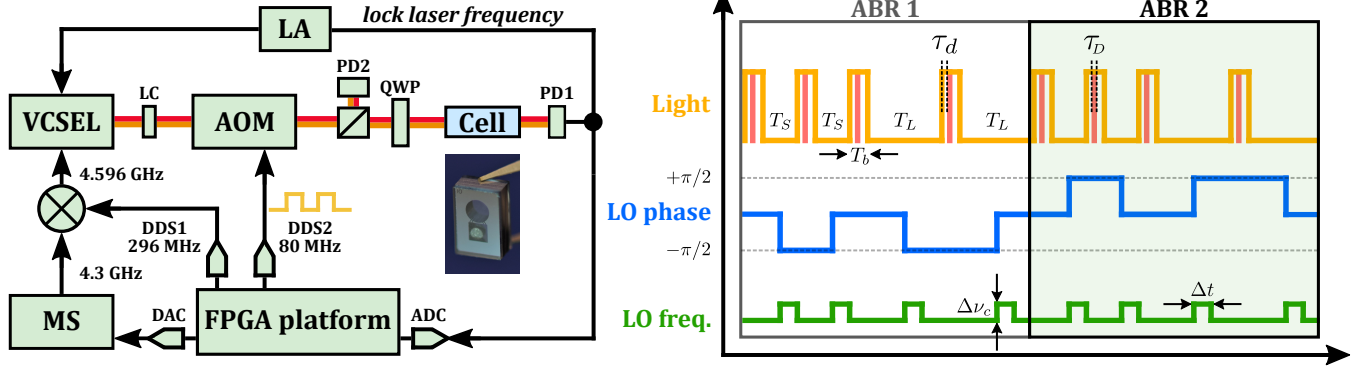 lock laser frequency
LA
PD2
LC
QWP
PD1
VCSEL
AOM
Cell
4.596 GHz
DDS1
296 MHz
DDS2
80 MHz
4.3 GHz
MS
DAC
FPGA platform
ADC
ABR 1
ABR 2
τ_d
τ_D
Light
T_S
T_S
T_L
T_L
T_b
+π/2
LO phase
−π/2
Δν_c
Δt
LO freq.